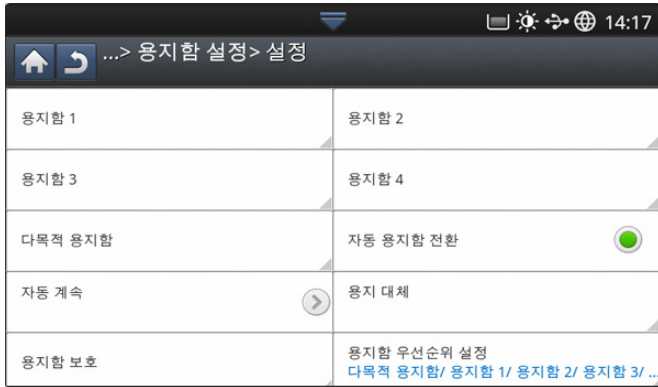 14:17
...> 용지함 설정> 설정
용지함 1
용지함 2
용지함 3
용지함 4
다목적 용지함
자동 용지함 전환
자동 계속
용지 대체
용지함 보호
용지함 우선순위 설정
다목적 용지함/ 용지함 1/ 용지함 2/ 용지함 3/ ...